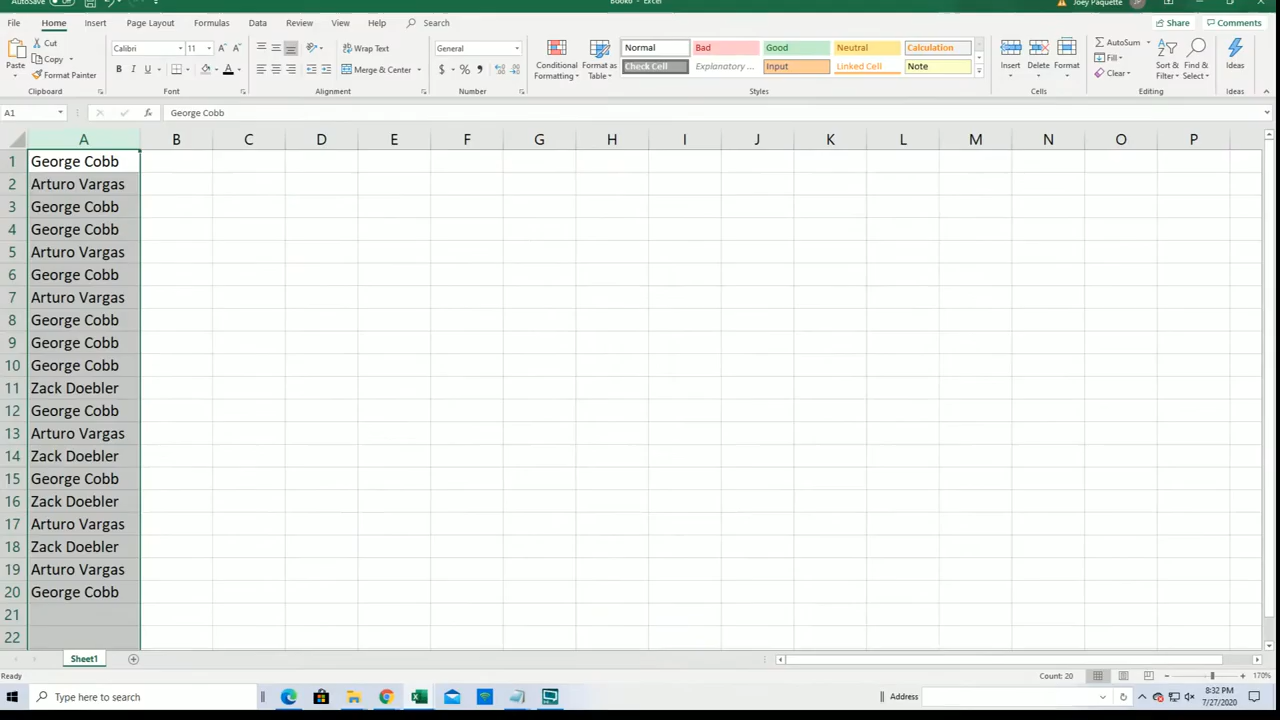 AutoSave Off Book6 - Excel Joey Paquette JP
File Home Insert Page Layout Formulas Data Review View Help Search Share Comments
Paste Cut Copy Format Painter Clipboard
Calibri 11 A A B I U A Font
Wrap Text Merge & Center Alignment
General $ % , Number
Conditional Formatting Format as Table
Normal Bad Good Neutral Calculation
Check Cell Explanatory ... Input Linked Cell Note
Styles
Insert Delete Format Cells
AutoSum Fill Clear Sort & Filter Find & Select Editing
Ideas Ideas
A1 fx George Cobb
A B C D E F G H I J K L M N O P
1 George Cobb
2 Arturo Vargas
3 George Cobb
4 George Cobb
5 Arturo Vargas
6 George Cobb
7 Arturo Vargas
8 George Cobb
9 George Cobb
10 George Cobb
11 Zack Doebler
12 George Cobb
13 Arturo Vargas
14 Zack Doebler
15 George Cobb
16 Zack Doebler
17 Arturo Vargas
18 Zack Doebler
19 Arturo Vargas
20 George Cobb
21
22
Sheet1
Ready Count: 20 170%
Type here to search Address 8:32 PM
7/27/2020